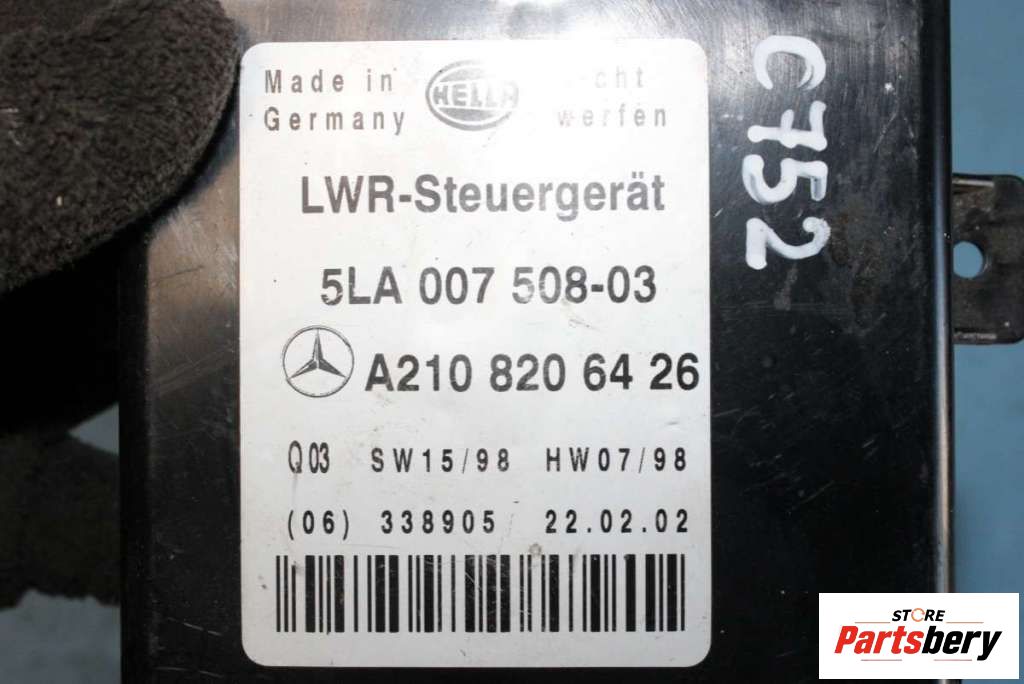 Made in
Germany
HELLA
cht
werfen
LWR-Steuergerät
5LA 007 508-03
A210 820 64 26
Q03 SW15/98 HW07/98
(06) 338905 22.02.02
C752
STORE
Partsbery